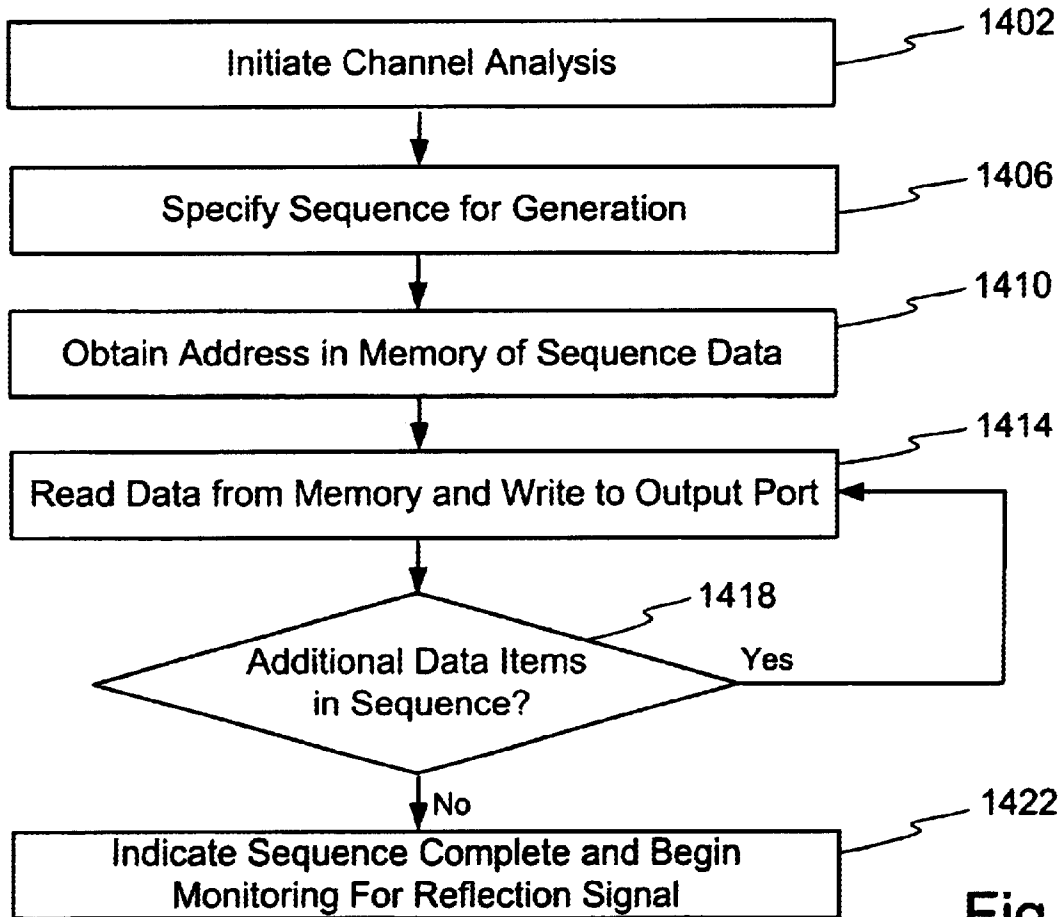 1402
Initiate Channel Analysis
1406
Specify Sequence for Generation
1410
Obtain Address in Memory of Sequence Data
1414
Read Data from Memory and Write to Output Port
1418
Additional Data Items
in Sequence?
Yes
No
1422
Indicate Sequence Complete and Begin
Monitoring For Reflection Signal
Fig